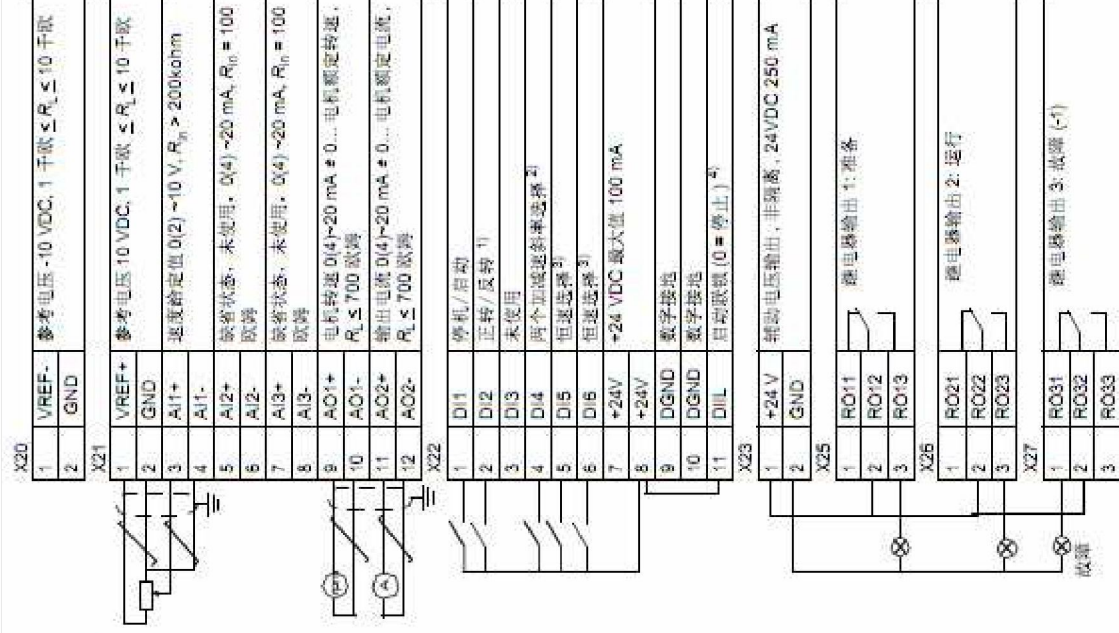 X20
1 VREF- 参考电压 -10 VDC, 1 千欧 ≤ RL ≤ 10 千欧
2 GND
X21
1 VREF+ 参考电压 10 VDC, 1 千欧 ≤ RL ≤ 10 千欧
2 GND
3 AI1+ 速度给定值 0(2) ~10 V, Rin > 200kohm
4 AI1-
5 AI2+ 缺省状态，未使用，0(4) ~20 mA, Rin = 100
6 AI2- 欧姆
7 AI3+ 缺省状态，未使用，0(4) ~20 mA, Rin = 100
8 AI3- 欧姆
9 AO1+ 电机转速 0(4)~20 mA ≙ 0... 电机额定转速，
10 AO1- RL ≤ 700 欧姆
11 AO2+ 输出电流 0(4)~20 mA ≙ 0... 电机额定电流，
12 AO2- RL ≤ 700 欧姆
A
X22
1 DI1 停机/启动
2 DI2 正转/反转 1)
3 DI3 未使用
4 DI4 两个加减速斜率选择 2)
5 DI5 恒速选择3)
6 DI6 恒速选择 3)
7 +24V +24 VDC 最大值 100 mA
8 +24V
9 DGND 数字接地
10 DGND 数字接地
11 DIIL 启动联锁 (0 = 停止) 4)
X23
1 +24 V 辅助电压输出，非隔离，24VDC 250 mA
2 GND
X25
1 RO11 继电器输出 1: 准备
2 RO12
3 RO13
X26
1 RO21 继电器输出 2: 运行
2 RO22
3 RO23
X27
1 RO31 继电器输出 3: 故障 (-1)
2 RO32
3 RO33
故障